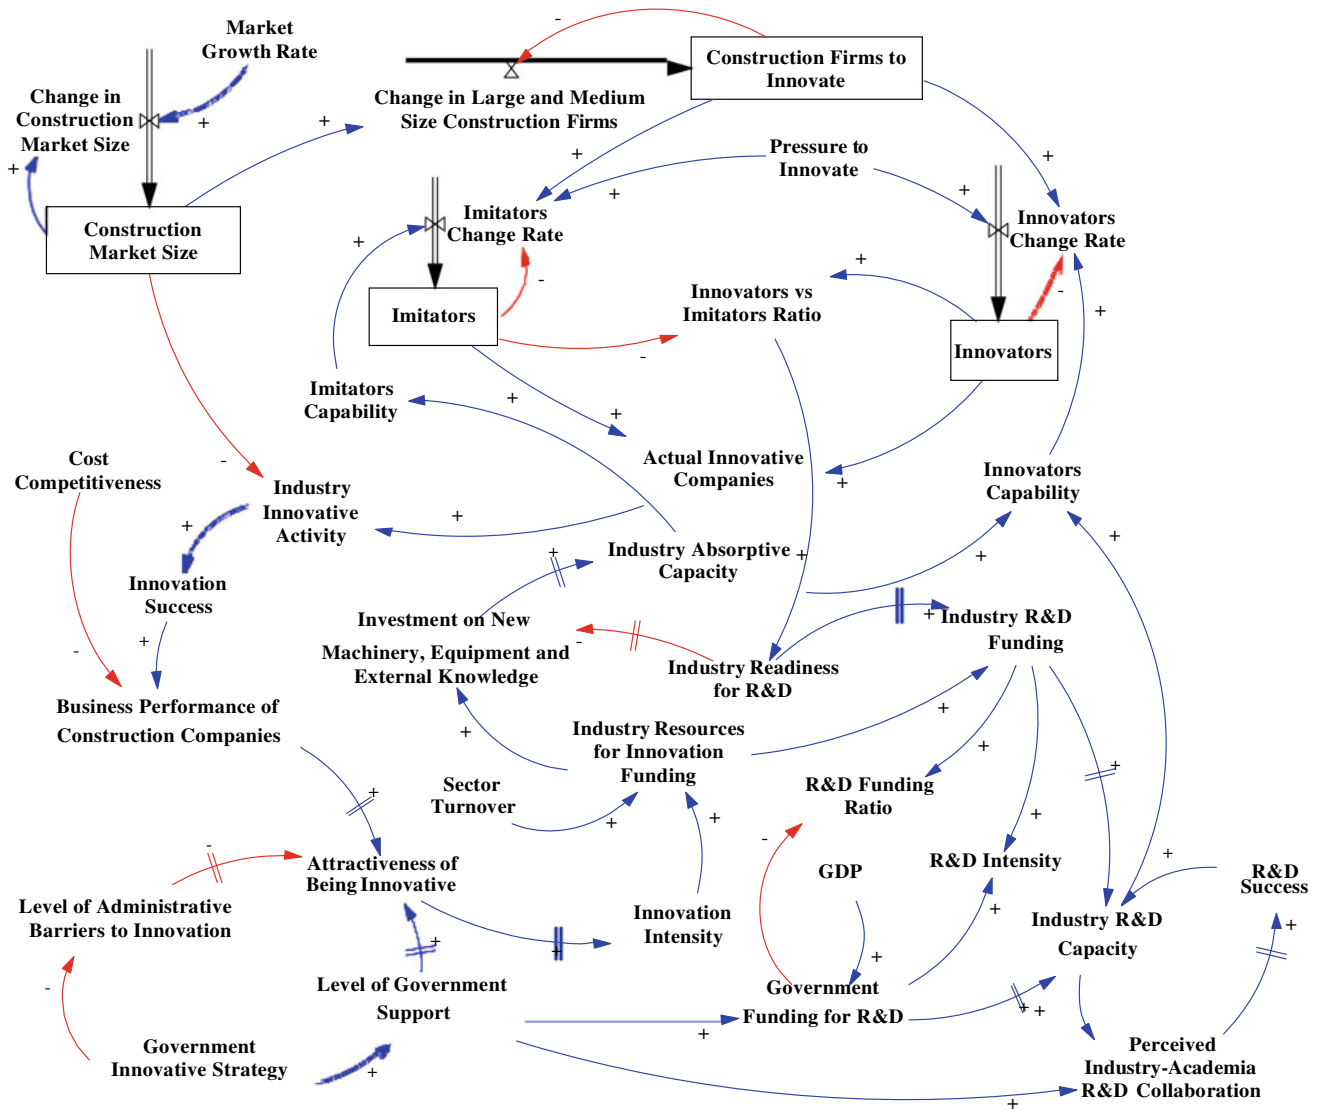 Market
Growth Rate
Change in
Construction
Market Size
Construction
Market Size
Change in Large and Medium
Size Construction Firms
Construction Firms to
Innovate
Pressure to
Innovate
Imitators
Change Rate
Innovators
Change Rate
Imitators
Innovators vs
Imitators Ratio
Innovators
Imitators
Capability
Actual Innovative
Companies
Innovators
Capability
Cost
Competitiveness
Industry
Innovative
Activity
Industry Absorptive
Capacity
Innovation
Success
Investment on New
Machinery, Equipment and
External Knowledge
Industry Readiness
for R&D
Industry R&D
Funding
Business Performance of
Construction Companies
Industry Resources
for Innovation
Funding
Sector
Turnover
R&D Funding
Ratio
R&D Intensity
GDP
Attractiveness of
Being Innovative
R&D
Success
Level of Administrative
Barriers to Innovation
Innovation
Intensity
Industry R&D
Capacity
Level of Government
Support
Government
Funding for R&D
Government
Innovative Strategy
Perceived
Industry-Academia
R&D Collaboration